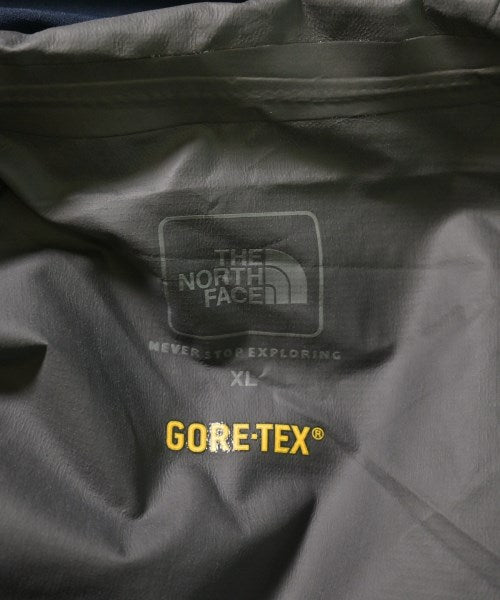 THE
NORTH
FACE
NEVER STOP EXPLORING
XL
GORE-TEX®